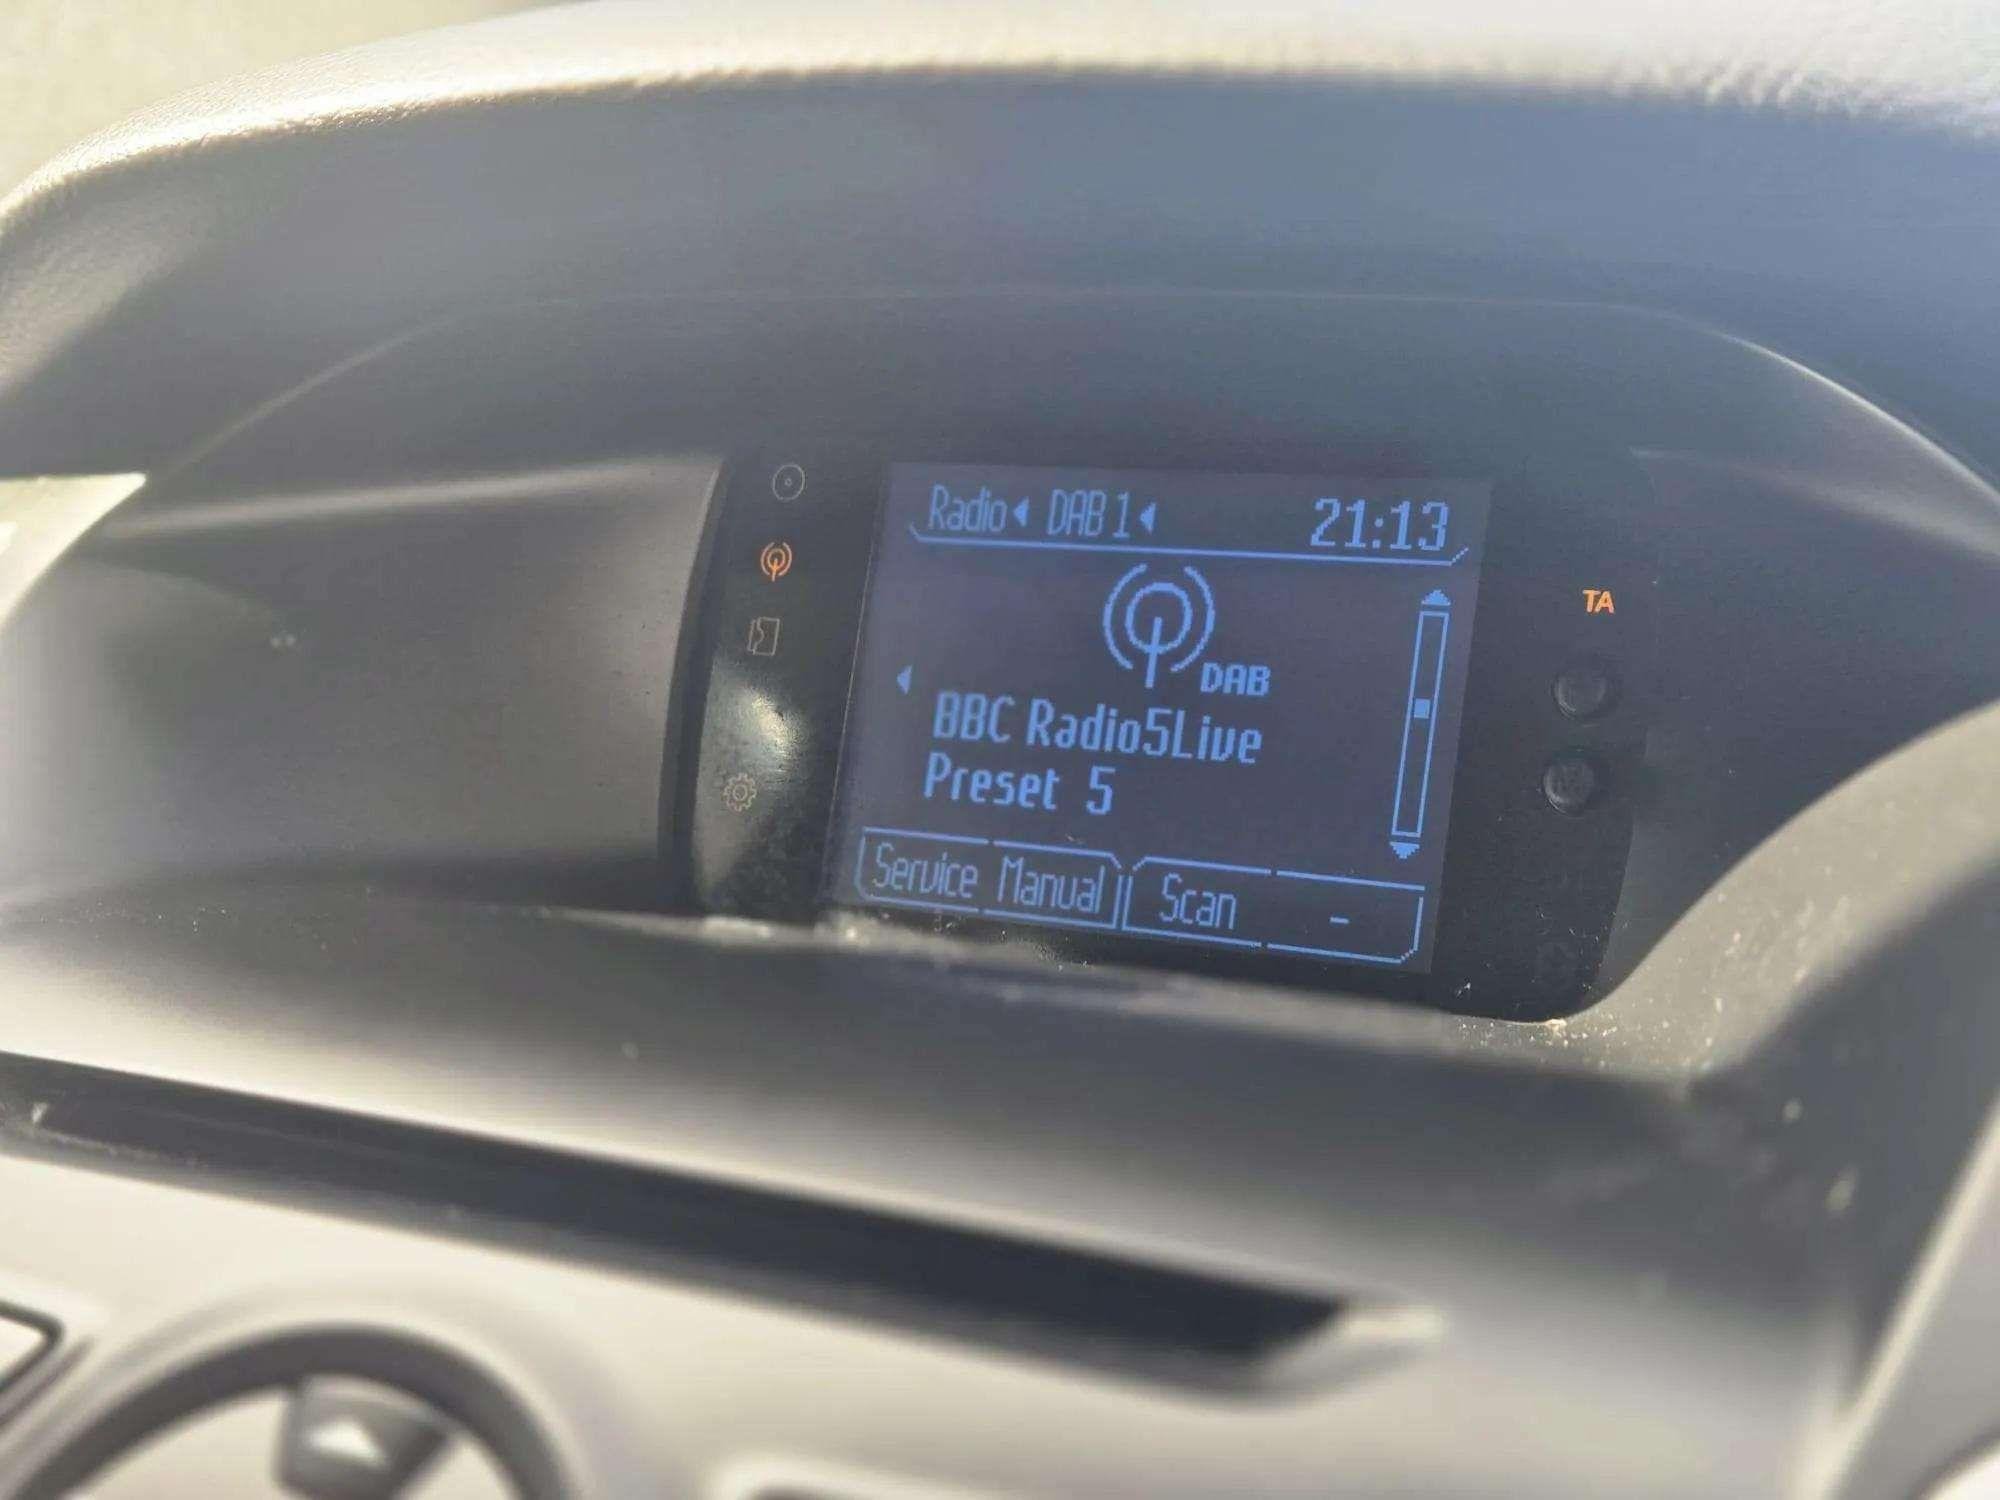 Radio DAB 1 21:13
TA
DAB
BBC Radio5Live
Preset 5
Service Manual Scan -